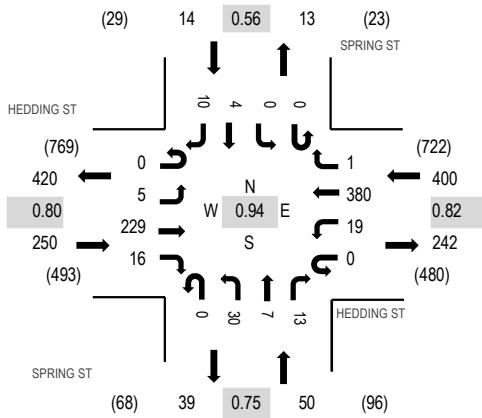 (29) 14 0.56 13 (23)
SPRING ST
HEDDING ST
10 4 0 0
(769) (722)
420 0 1 400
5 N 380
0.80 W 0.94 E 0.82
229 S 19
250 16 0 242
(493) (480)
0 30 7 13
HEDDING ST
SPRING ST
(68) 39 0.75 50 (96)